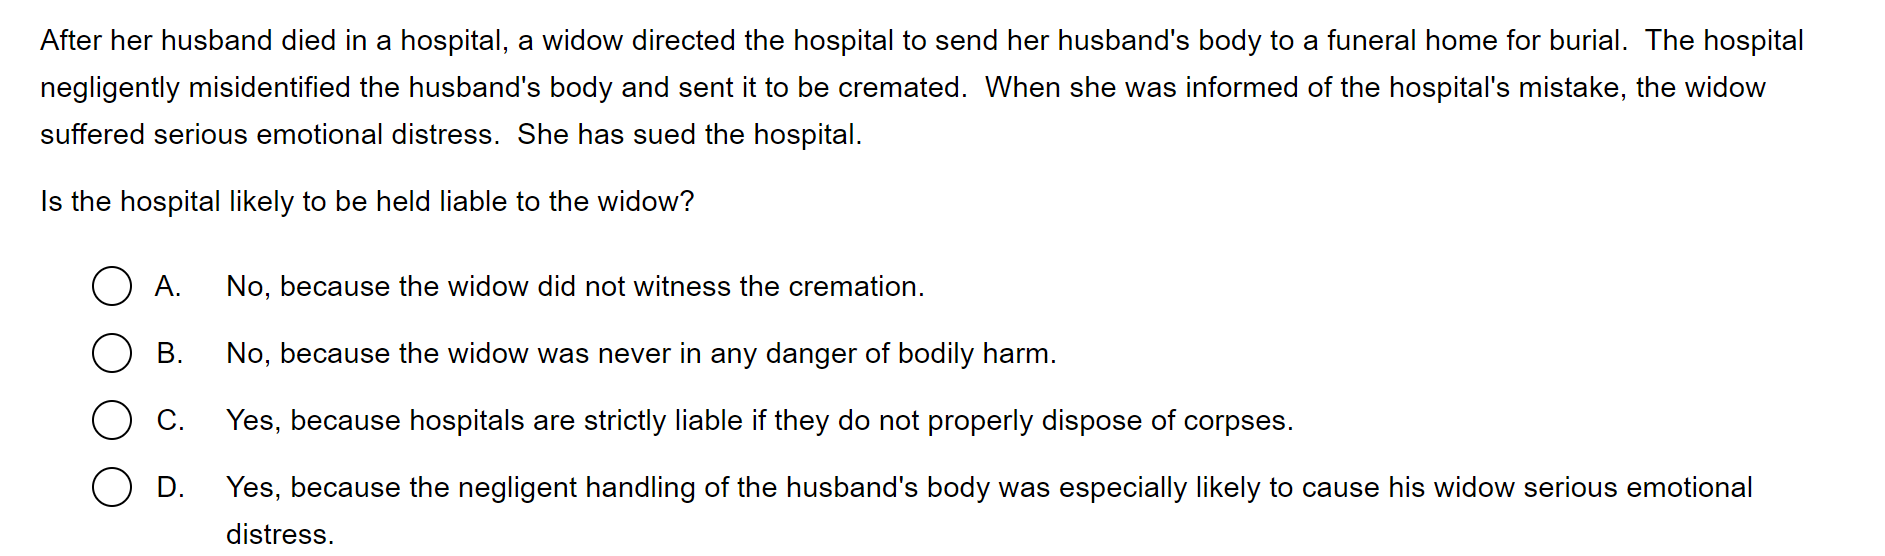 After her husband died in a hospital, a widow directed the hospital to send her husband's body to a funeral home for burial.  The hospital
negligently misidentified the husband's body and sent it to be cremated.  When she was informed of the hospital's mistake, the widow
suffered serious emotional distress.  She has sued the hospital.
Is the hospital likely to be held liable to the widow?
A. No, because the widow did not witness the cremation.
B. No, because the widow was never in any danger of bodily harm.
C. Yes, because hospitals are strictly liable if they do not properly dispose of corpses.
D. Yes, because the negligent handling of the husband's body was especially likely to cause his widow serious emotional
distress.